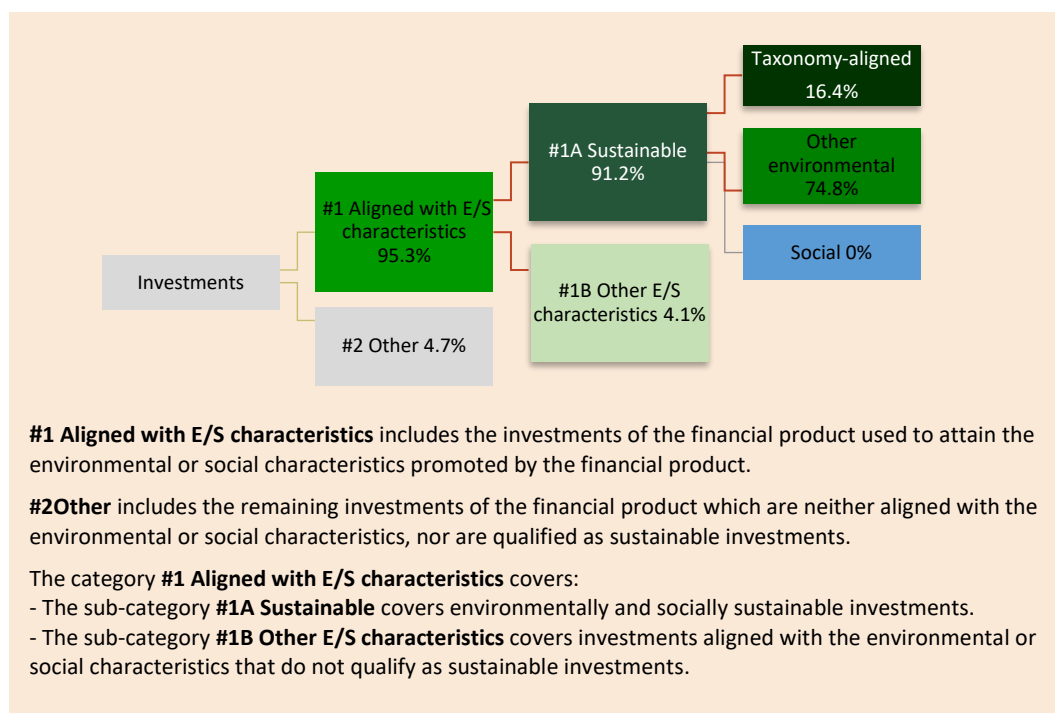 Investments
#1 Aligned with E/S
characteristics
95.3%
#2 Other 4.7%
#1A Sustainable
91.2%
#1B Other E/S
characteristics 4.1%
Taxonomy-aligned
16.4%
Other
environmental
74.8%
Social 0%
#1 Aligned with E/S characteristics includes the investments of the financial product used to attain the
environmental or social characteristics promoted by the financial product.
#2Other includes the remaining investments of the financial product which are neither aligned with the
environmental or social characteristics, nor are qualified as sustainable investments.
The category #1 Aligned with E/S characteristics covers:
- The sub-category #1A Sustainable covers environmentally and socially sustainable investments.
- The sub-category #1B Other E/S characteristics covers investments aligned with the environmental or
social characteristics that do not qualify as sustainable investments.